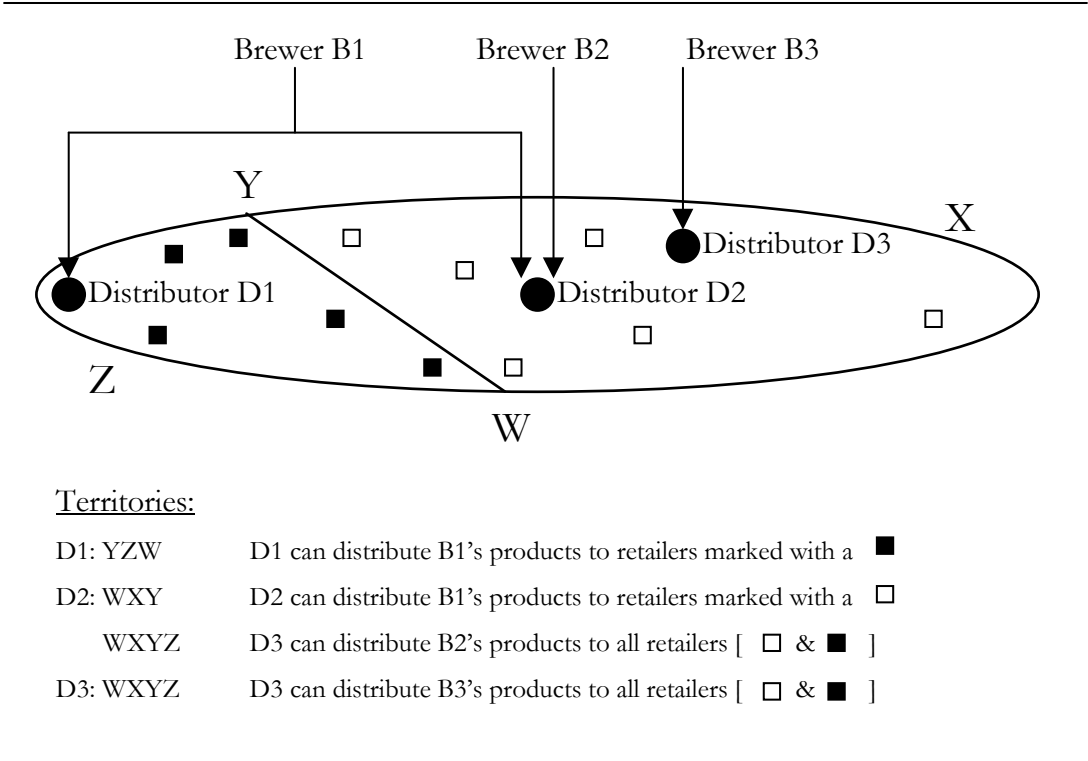 Brewer B1 Brewer B2 Brewer B3
Y
X
Distributor D3
Distributor D1 Distributor D2
Z
W
Territories:
D1: YZW D1 can distribute B1’s products to retailers marked with a ■
D2: WXY D2 can distribute B1’s products to retailers marked with a □
WXYZ D3 can distribute B2’s products to all retailers [ □ & ■ ]
D3: WXYZ D3 can distribute B3’s products to all retailers [ □ & ■ ]